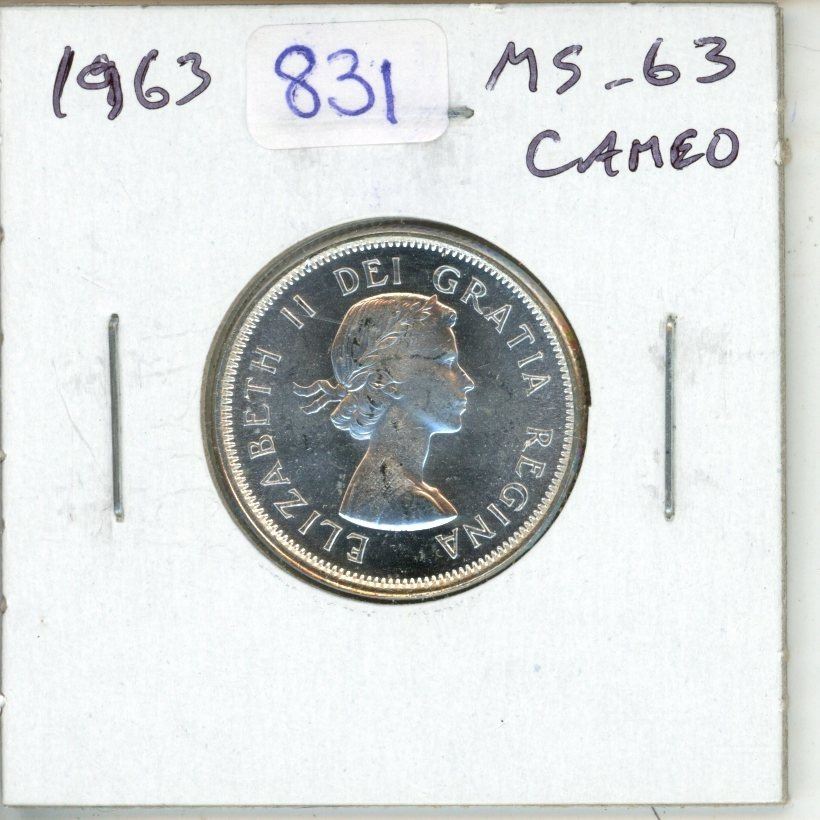 1963 831 MS-63
CAMEO
ELIZABETH II DEI GRATIA REGINA